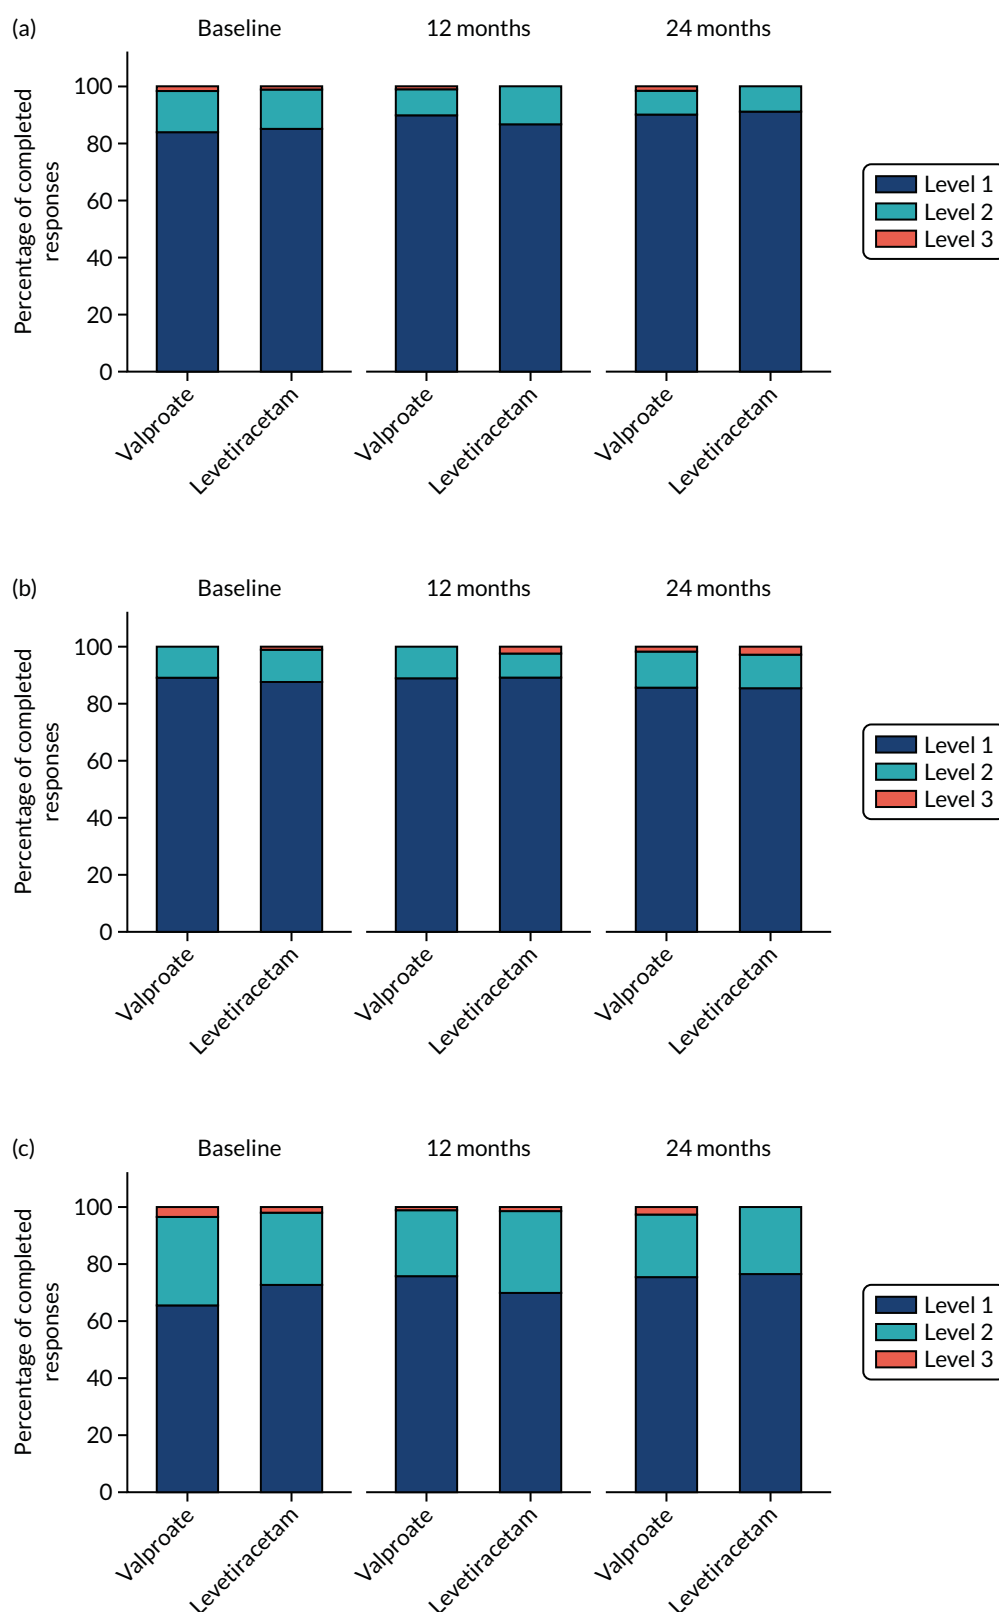 (a)
Baseline
12 months
24 months
Percentage of completed
responses
100
80
60
40
20
0
Valproate
Levetiracetam
Valproate
Levetiracetam
Valproate
Levetiracetam
Level 1
Level 2
Level 3
(b)
Baseline
12 months
24 months
Percentage of completed
responses
100
80
60
40
20
0
Valproate
Levetiracetam
Valproate
Levetiracetam
Valproate
Levetiracetam
Level 1
Level 2
Level 3
(c)
Baseline
12 months
24 months
Percentage of completed
responses
100
80
60
40
20
0
Valproate
Levetiracetam
Valproate
Levetiracetam
Valproate
Levetiracetam
Level 1
Level 2
Level 3